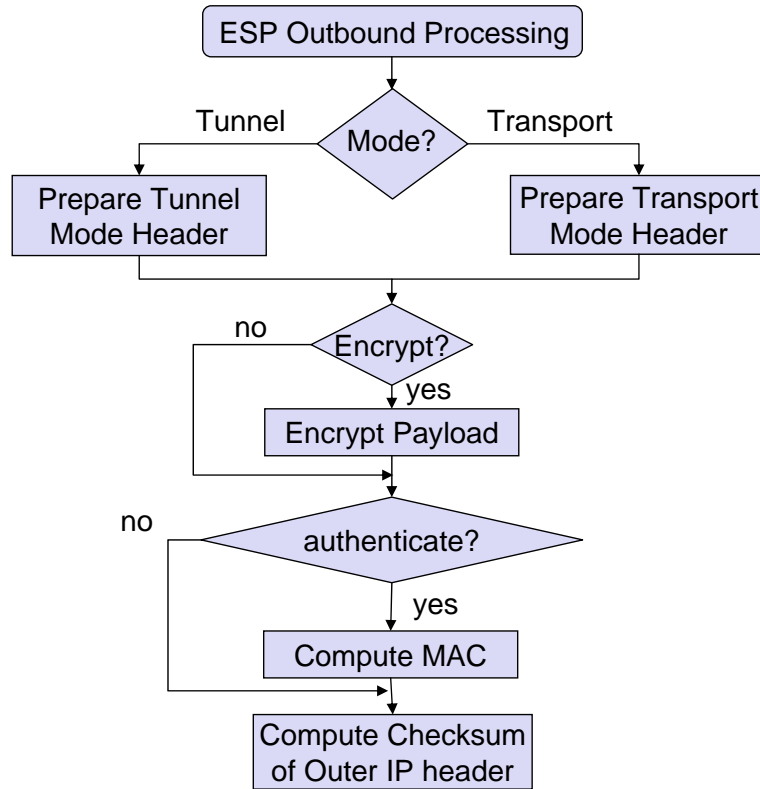 ESP Outbound Processing
Tunnel
Mode?
Transport
Prepare Tunnel
Mode Header
Prepare Transport
Mode Header
no
Encrypt?
yes
Encrypt Payload
no
authenticate?
yes
Compute MAC
Compute Checksum
of Outer IP header